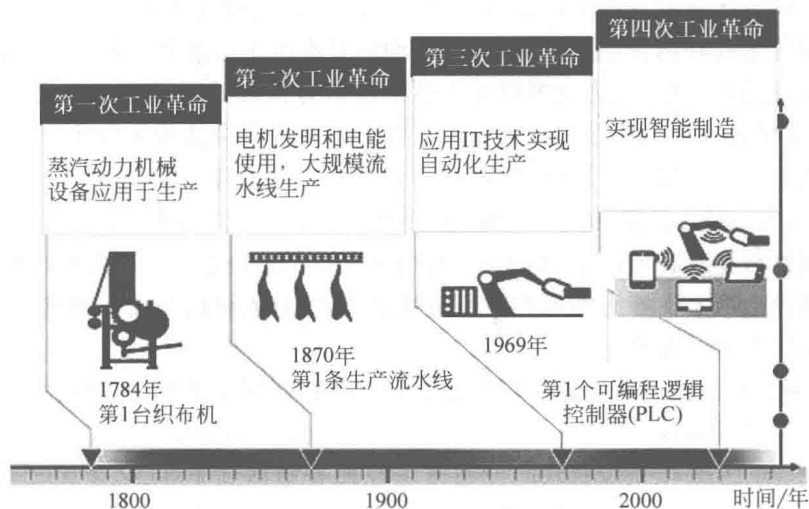 第一次工业革命
蒸汽动力机械
设备应用于生产
1784年
第1台织布机
第二次工业革命
电机发明和电能
使用，大规模流
水线生产
1870年
第1条生产流水线
第三次工业革命
应用IT技术实现
自动化生产
1969年
第1个可编程逻辑
控制器(PLC)
第四次工业革命
实现智能制造
1800
1900
2000
时间/年